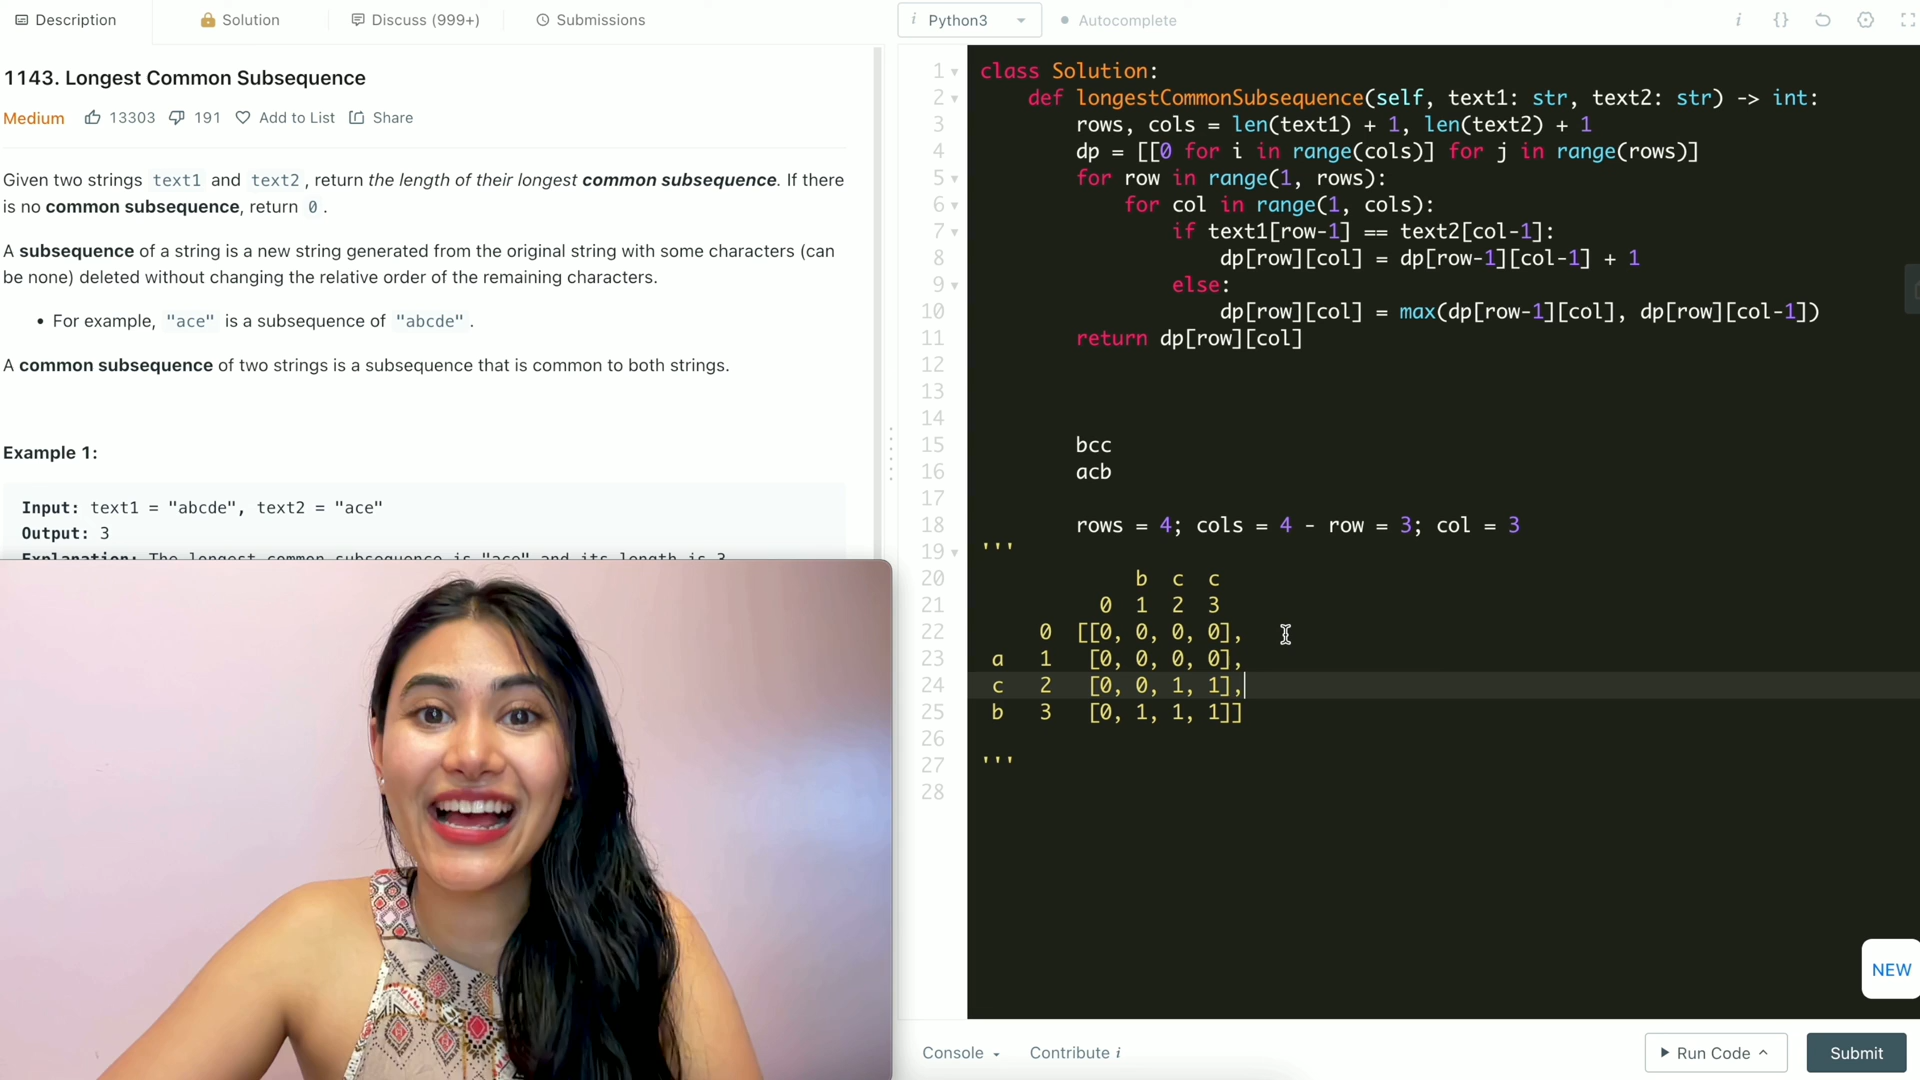 Description
Solution
Discuss (999+)
Submissions
1143. Longest Common Subsequence
Medium 13303 191 Add to List Share
Given two strings text1 and text2, return the length of their longest common subsequence. If there
is no common subsequence, return 0.
A subsequence of a string is a new string generated from the original string with some characters (can
be none) deleted without changing the relative order of the remaining characters.
• For example, "ace" is a subsequence of "abcde".
A common subsequence of two strings is a subsequence that is common to both strings.
Example 1:
Input: text1 = "abcde", text2 = "ace"
Output: 3
Explanation: The longest common subsequence is "ace" and its length is 3
i Python3
Autocomplete
i {}
1 class Solution:
2     def longestCommonSubsequence(self, text1: str, text2: str) -> int:
3         rows, cols = len(text1) + 1, len(text2) + 1
4         dp = [[0 for i in range(cols)] for j in range(rows)]
5         for row in range(1, rows):
6             for col in range(1, cols):
7                 if text1[row-1] == text2[col-1]:
8                     dp[row][col] = dp[row-1][col-1] + 1
9                 else:
10                     dp[row][col] = max(dp[row-1][col], dp[row][col-1])
11         return dp[row][col]
12
13
14
15         bcc
16         acb
17
18         rows = 4; cols = 4 - row = 3; col = 3
19 '''
20              b  c  c
21           0  1  2  3
22      0  [[0, 0, 0, 0],
23  a   1   [0, 0, 0, 0],
24  c   2   [0, 0, 1, 1],
25  b   3   [0, 1, 1, 1]]
26
27 '''
28
NEW
Console
Contribute i
Run Code
Submit